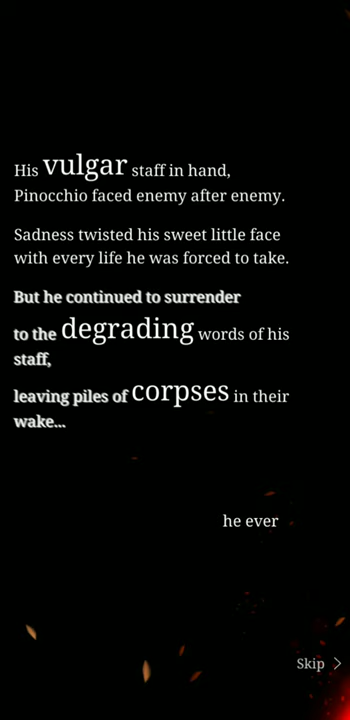 His vulgar staff in hand,
Pinocchio faced enemy after enemy.
Sadness twisted his sweet little face
with every life he was forced to take.
But he continued to surrender
to the degrading words of his
staff,
leaving piles of corpses in their
wake...
he ever
Skip